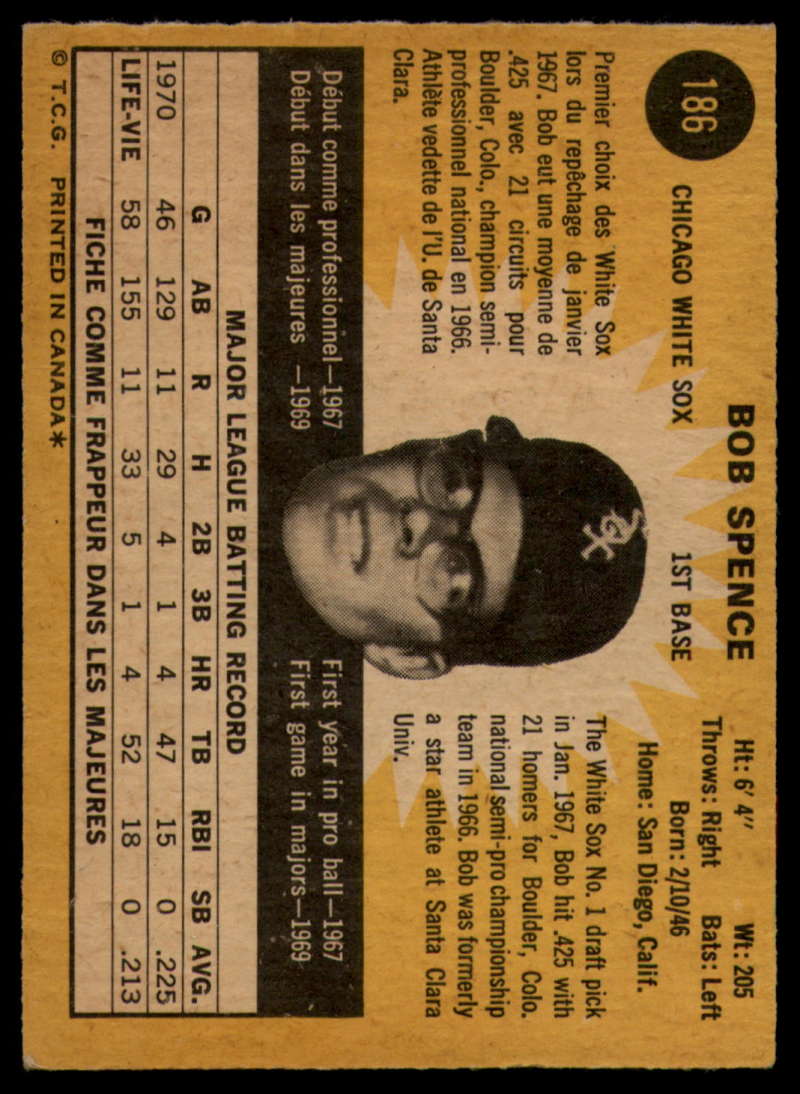 186
BOB SPENCE
CHICAGO WHITE SOX 1ST BASE
Ht: 6' 4" Wt: 205
Throws: Right Bats: Left
Born: 2/10/46
Home: San Diego, Calif.
Premier choix des White Sox
lors du repêchage de janvier
1967. Bob eut une moyenne de
.425 avec 21 circuits pour
Boulder, Colo., champion semi-
professionnel national en 1966.
Athlète vedette de l'U. de Santa
Clara.
The White Sox No. 1 draft pick
in Jan. 1967, Bob hit .425 with
21 homers for Boulder, Colo.
national semi-pro championship
team in 1966. Bob was formerly
a star athlete at Santa Clara
Univ.
Début comme professionnel—1967
Début dans les majeures —1969
First year in pro ball—1967
First game in majors—1969
MAJOR LEAGUE BATTING RECORD
G AB R H 2B 3B HR TB RBI SB AVG.
1970 46 129 11 29 4 1 4 47 15 0 .225
LIFE-VIE 58 155 11 33 5 1 4 52 18 0 .213
FICHE COMME FRAPPEUR DANS LES MAJEURES
© T.C.G. PRINTED IN CANADA*